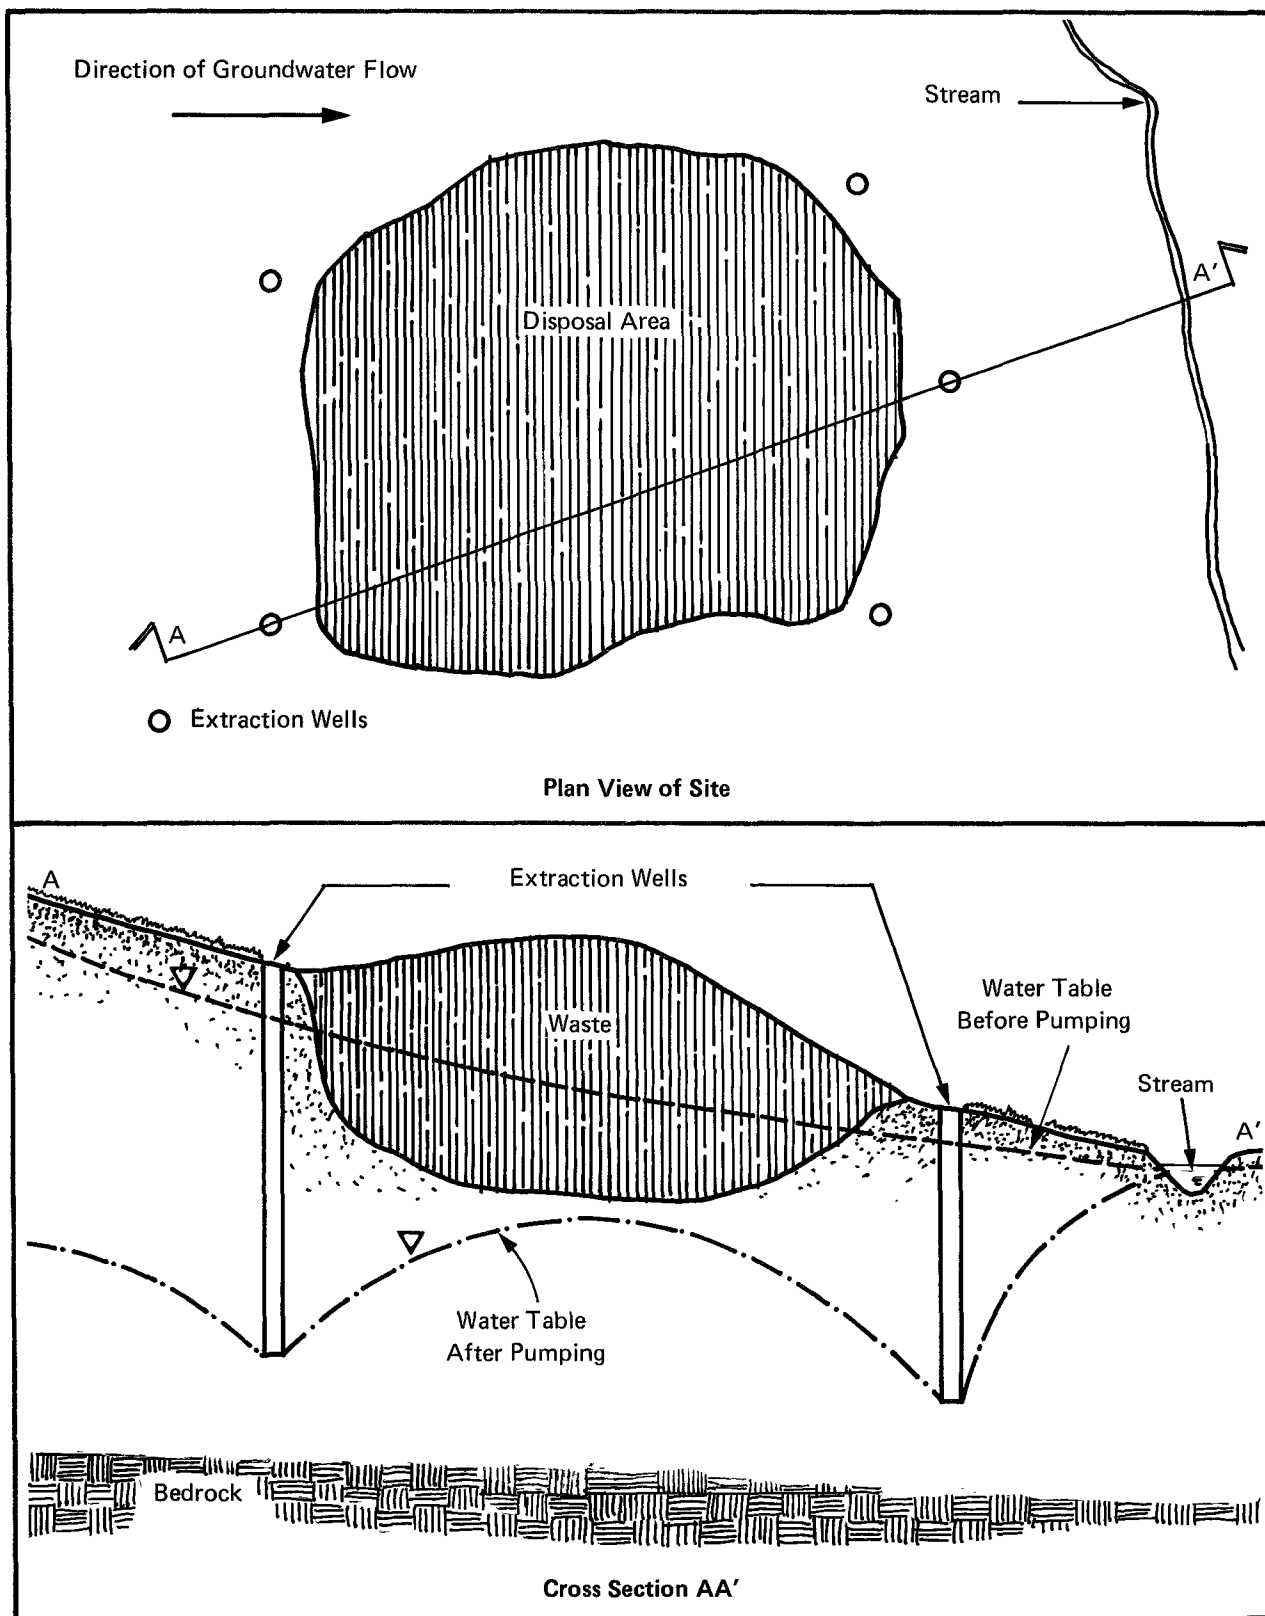 Direction of Groundwater Flow
Stream
A'
Disposal Area
A
Extraction Wells
Plan View of Site
A
Extraction Wells
Water Table
Before Pumping
Waste
Stream
A'
Water Table
After Pumping
Bedrock
Cross Section AA'